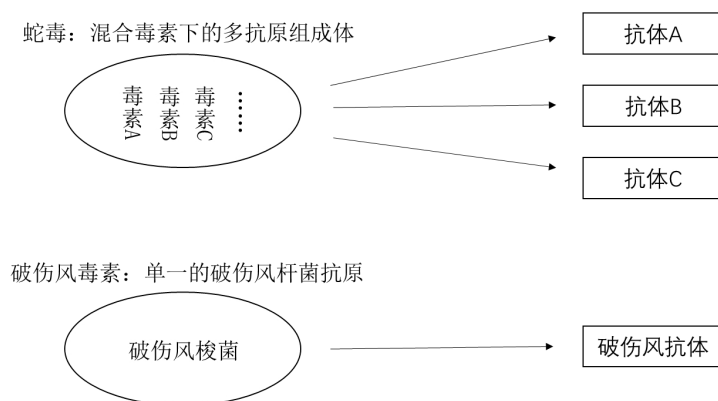 蛇毒：混合毒素下的多抗原组成体
毒素A
毒素B
毒素C
……
抗体A
抗体B
抗体C
破伤风毒素：单一的破伤风杆菌抗原
破伤风梭菌
破伤风抗体